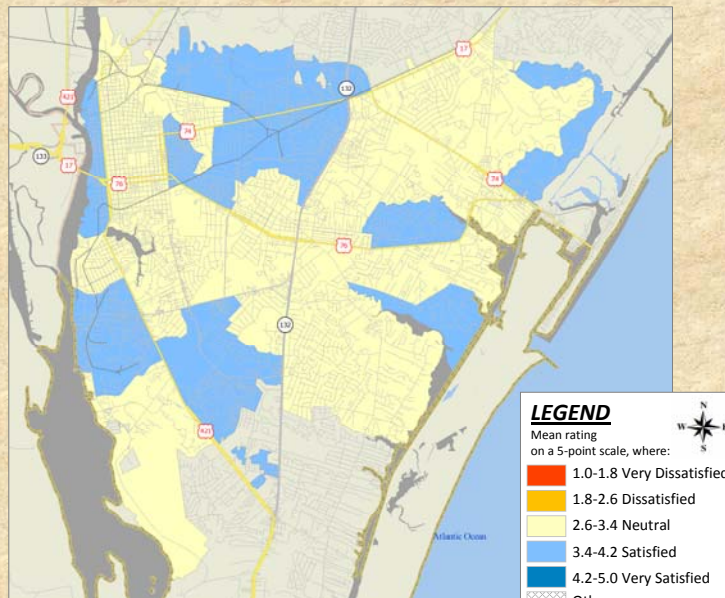 17
132
421
74
133
17
76
74
76
132
421
Atlantic Ocean
LEGEND
N
W
S
Mean rating
on a 5-point scale, where:
1.0-1.8 Very Dissatisfied
1.8-2.6 Dissatisfied
2.6-3.4 Neutral
3.4-4.2 Satisfied
4.2-5.0 Very Satisfied